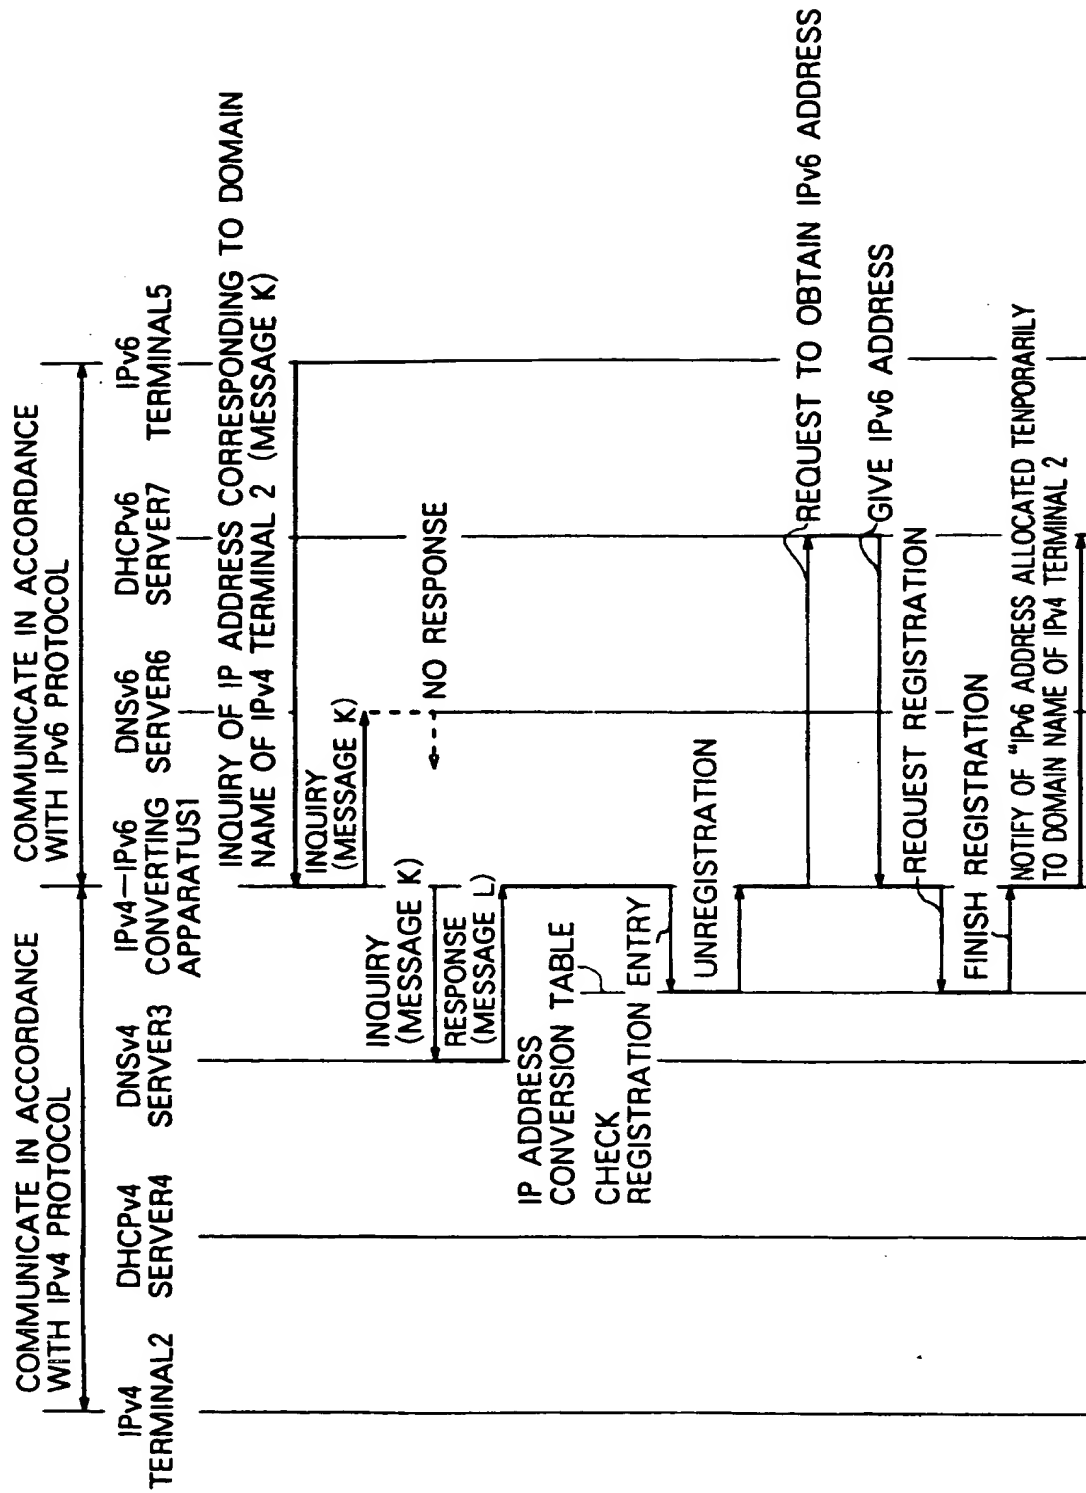 COMMUNICATE IN ACCORDANCE
WITH IPv4 PROTOCOL
COMMUNICATE IN ACCORDANCE
WITH IPv6 PROTOCOL
IPv4
TERMINAL2
DHCPv4
SERVER4
DNSv4
SERVER3
IPv4-IPv6
CONVERTING
APPARATUS1
DNSv6
SERVER6
DHCPv6
SERVER7
IPv6
TERMINAL5
INQUIRY OF IP ADDRESS CORRESPONDING TO DOMAIN
NAME OF IPv4 TERMINAL 2 (MESSAGE K)
INQUIRY
(MESSAGE K)
NO RESPONSE
INQUIRY
(MESSAGE K)
RESPONSE
(MESSAGE L)
IP ADDRESS
CONVERSION TABLE
CHECK
REGISTRATION ENTRY
UNREGISTRATION
REQUEST TO OBTAIN IPv6 ADDRESS
GIVE IPv6 ADDRESS
REQUEST REGISTRATION
FINISH REGISTRATION
NOTIFY OF "IPv6 ADDRESS ALLOCATED TENPORARILY
TO DOMAIN NAME OF IPv4 TERMINAL 2